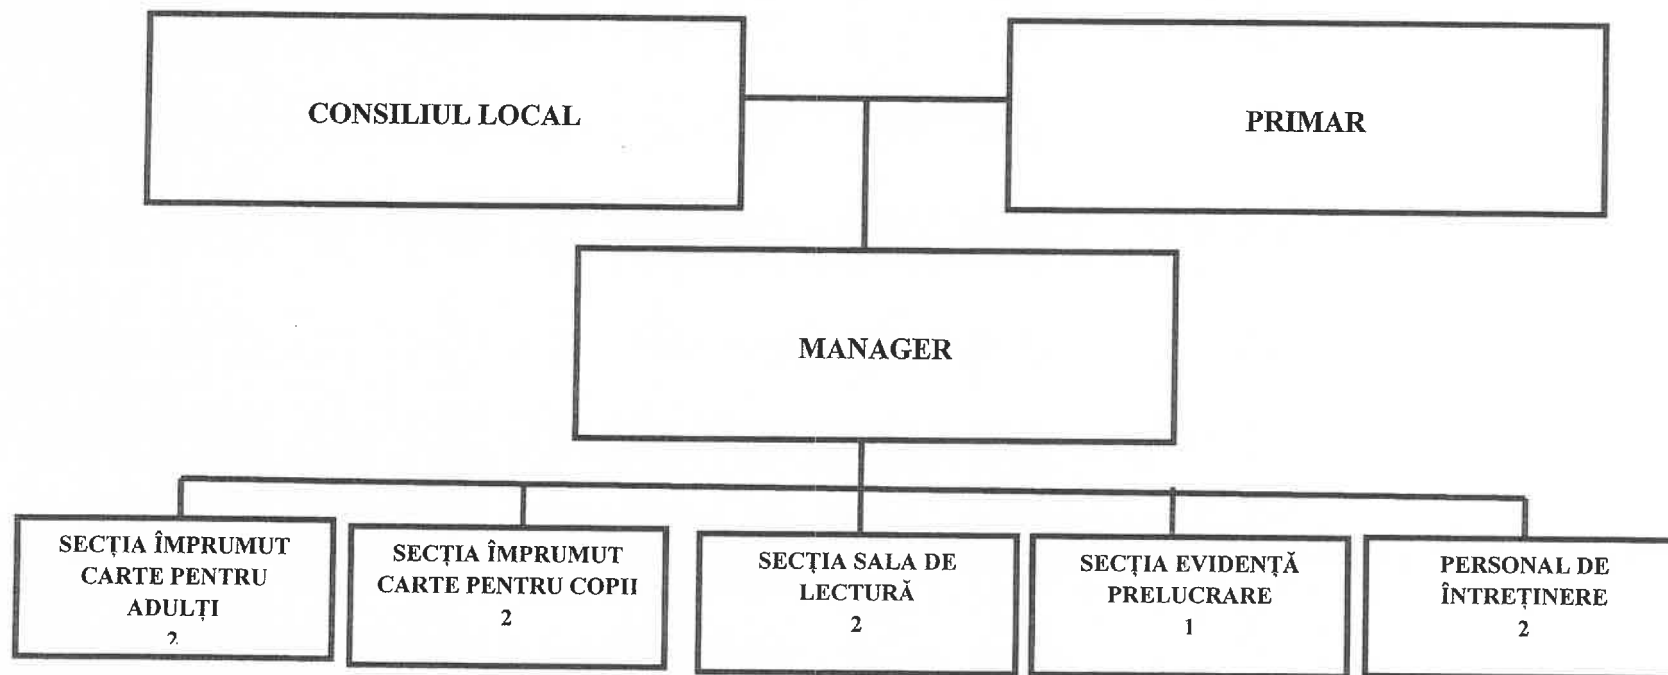 CONSILIUL LOCAL
PRIMAR
MANAGER
SECȚIA ÎMPRUMUT
CARTE PENTRU
ADULȚI
2
SECȚIA ÎMPRUMUT
CARTE PENTRU COPII
2
SECȚIA SALA DE
LECTURĂ
2
SECȚIA EVIDENȚĂ
PRELUCRARE
1
PERSONAL DE
ÎNTREȚINERE
2